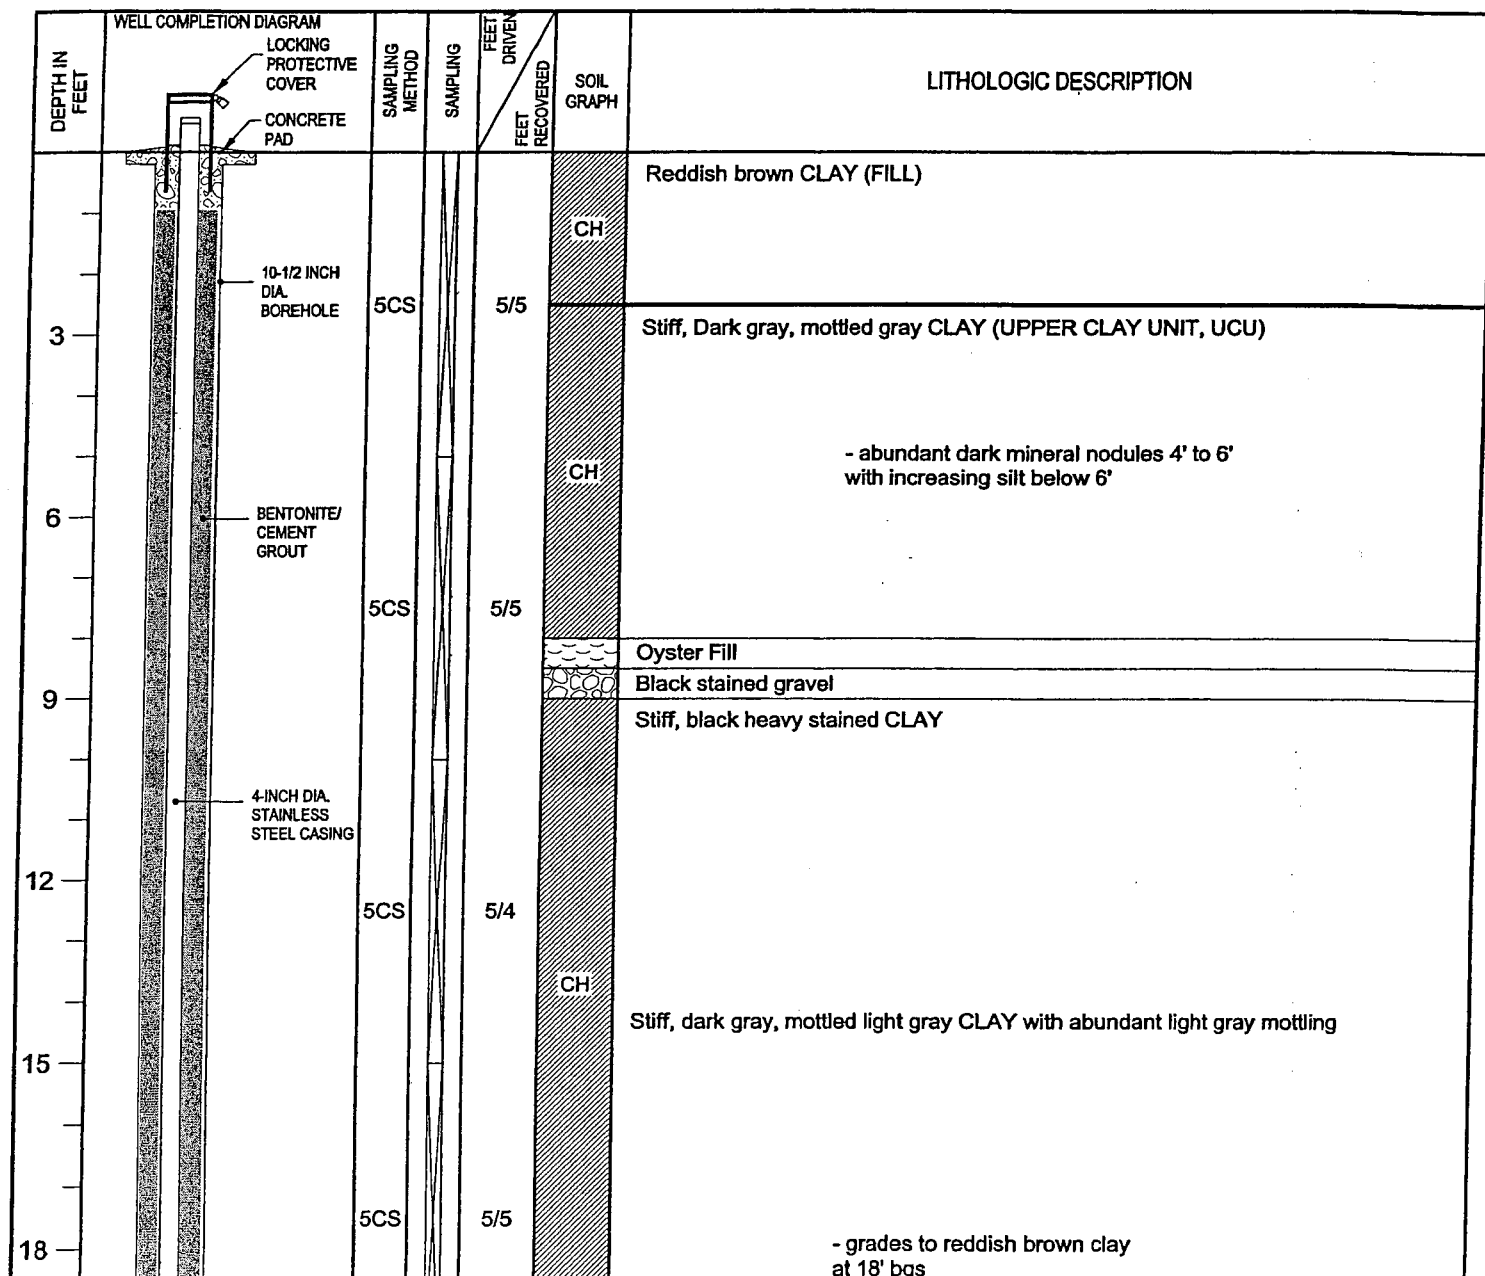 WELL COMPLETION DIAGRAM
DEPTH IN
FEET
LOCKING
PROTECTIVE
COVER
CONCRETE
PAD
SAMPLING
METHOD
SAMPLING
FEET
DRIVEN
FEET
RECOVERED
SOIL
GRAPH
LITHOLOGIC DESCRIPTION
Reddish brown CLAY (FILL)
CH
10-1/2 INCH
DIA.
BOREHOLE
5CS
5/5
3
Stiff, Dark gray, mottled gray CLAY (UPPER CLAY UNIT, UCU)
- abundant dark mineral nodules 4' to 6'
with increasing silt below 6'
CH
6
BENTONITE/
CEMENT
GROUT
5CS
5/5
Oyster Fill
Black stained gravel
9
Stiff, black heavy stained CLAY
4-INCH DIA.
STAINLESS
STEEL CASING
12
5CS
5/4
CH
Stiff, dark gray, mottled light gray CLAY with abundant light gray mottling
15
5CS
5/5
18
- grades to reddish brown clay
at 18' bgs